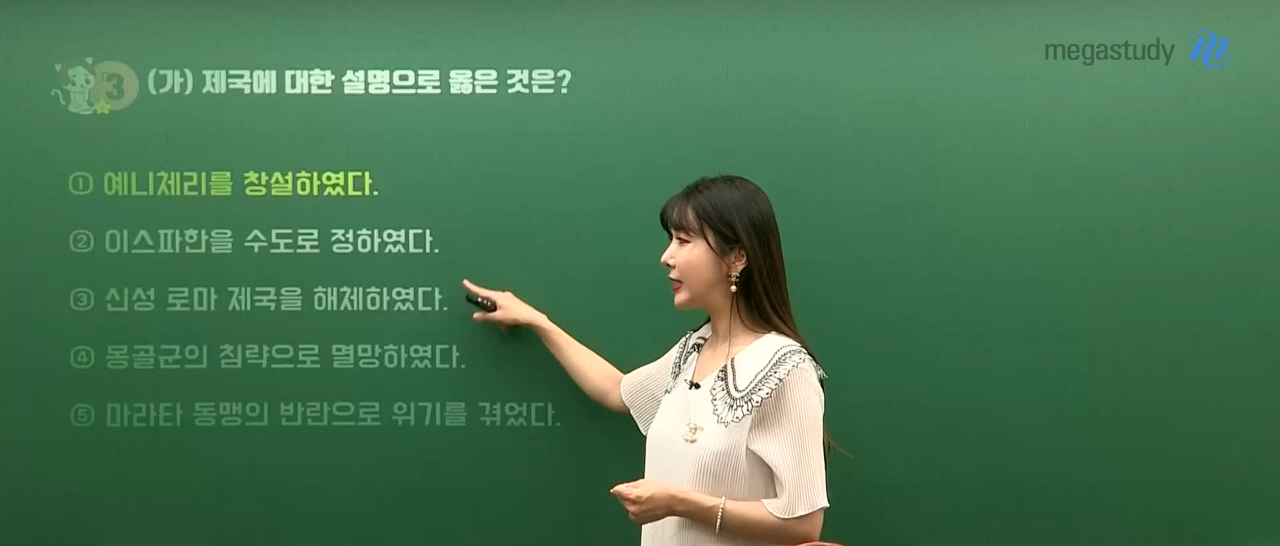 megastudy
3 (가) 제국에 대한 설명으로 옳은 것은?
① 예니체리를 창설하였다.
② 이스파한을 수도로 정하였다.
③ 신성 로마 제국을 해체하였다.
④ 몽골군의 침략으로 멸망하였다.
⑤ 마라타 동맹의 반란으로 위기를 겪었다.